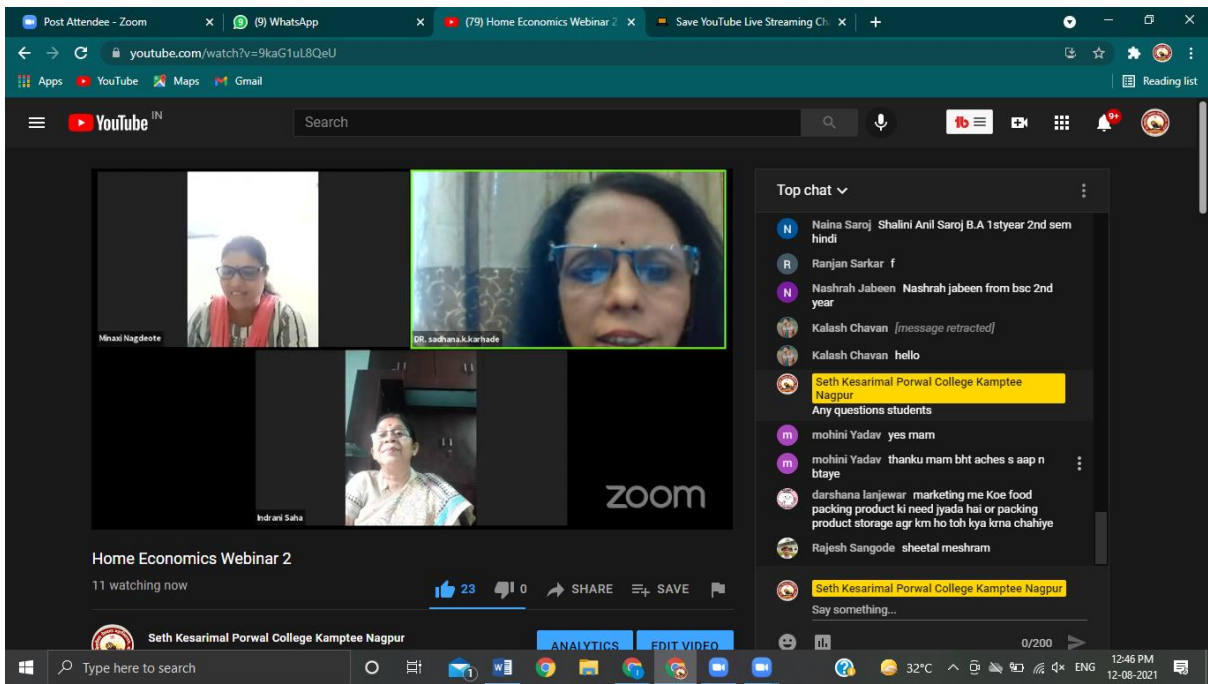 Post Attendee - Zoom
(9) WhatsApp
(79) Home Economics Webinar 2
Save YouTube Live Streaming Ch
youtube.com/watch?v=9kaG1uL8QeU
Apps
YouTube
Maps
Gmail
Reading list
YouTube IN
Search
9+
Minaxi Nagdeote
DR. sadhana.k.karhade
Indrani Saha
zoom
Home Economics Webinar 2
11 watching now
23
0
SHARE
SAVE
Seth Kesarimal Porwal College Kamptee Nagpur
ANALYTICS
EDIT VIDEO
Top chat
N
Naina Saroj Shalini Anil Saroj B.A 1styear 2nd sem
hindi
R
Ranjan Sarkar f
N
Nashrah Jabeen Nashrah jabeen from bsc 2nd
year
Kalash Chavan [message retracted]
Kalash Chavan hello
Seth Kesarimal Porwal College Kamptee
Nagpur
Any questions students
m
mohini Yadav yes mam
m
mohini Yadav thanku mam bht aches s aap n
btaye
darshana lanjewar marketing me Koe food
packing product ki need jyada hai or packing
product storage agr km ho toh kya krna chahiye
Rajesh Sangode sheetal meshram
Seth Kesarimal Porwal College Kamptee Nagpur
Say something...
0/200
Type here to search
32°C
ENG
12:46 PM
12-08-2021